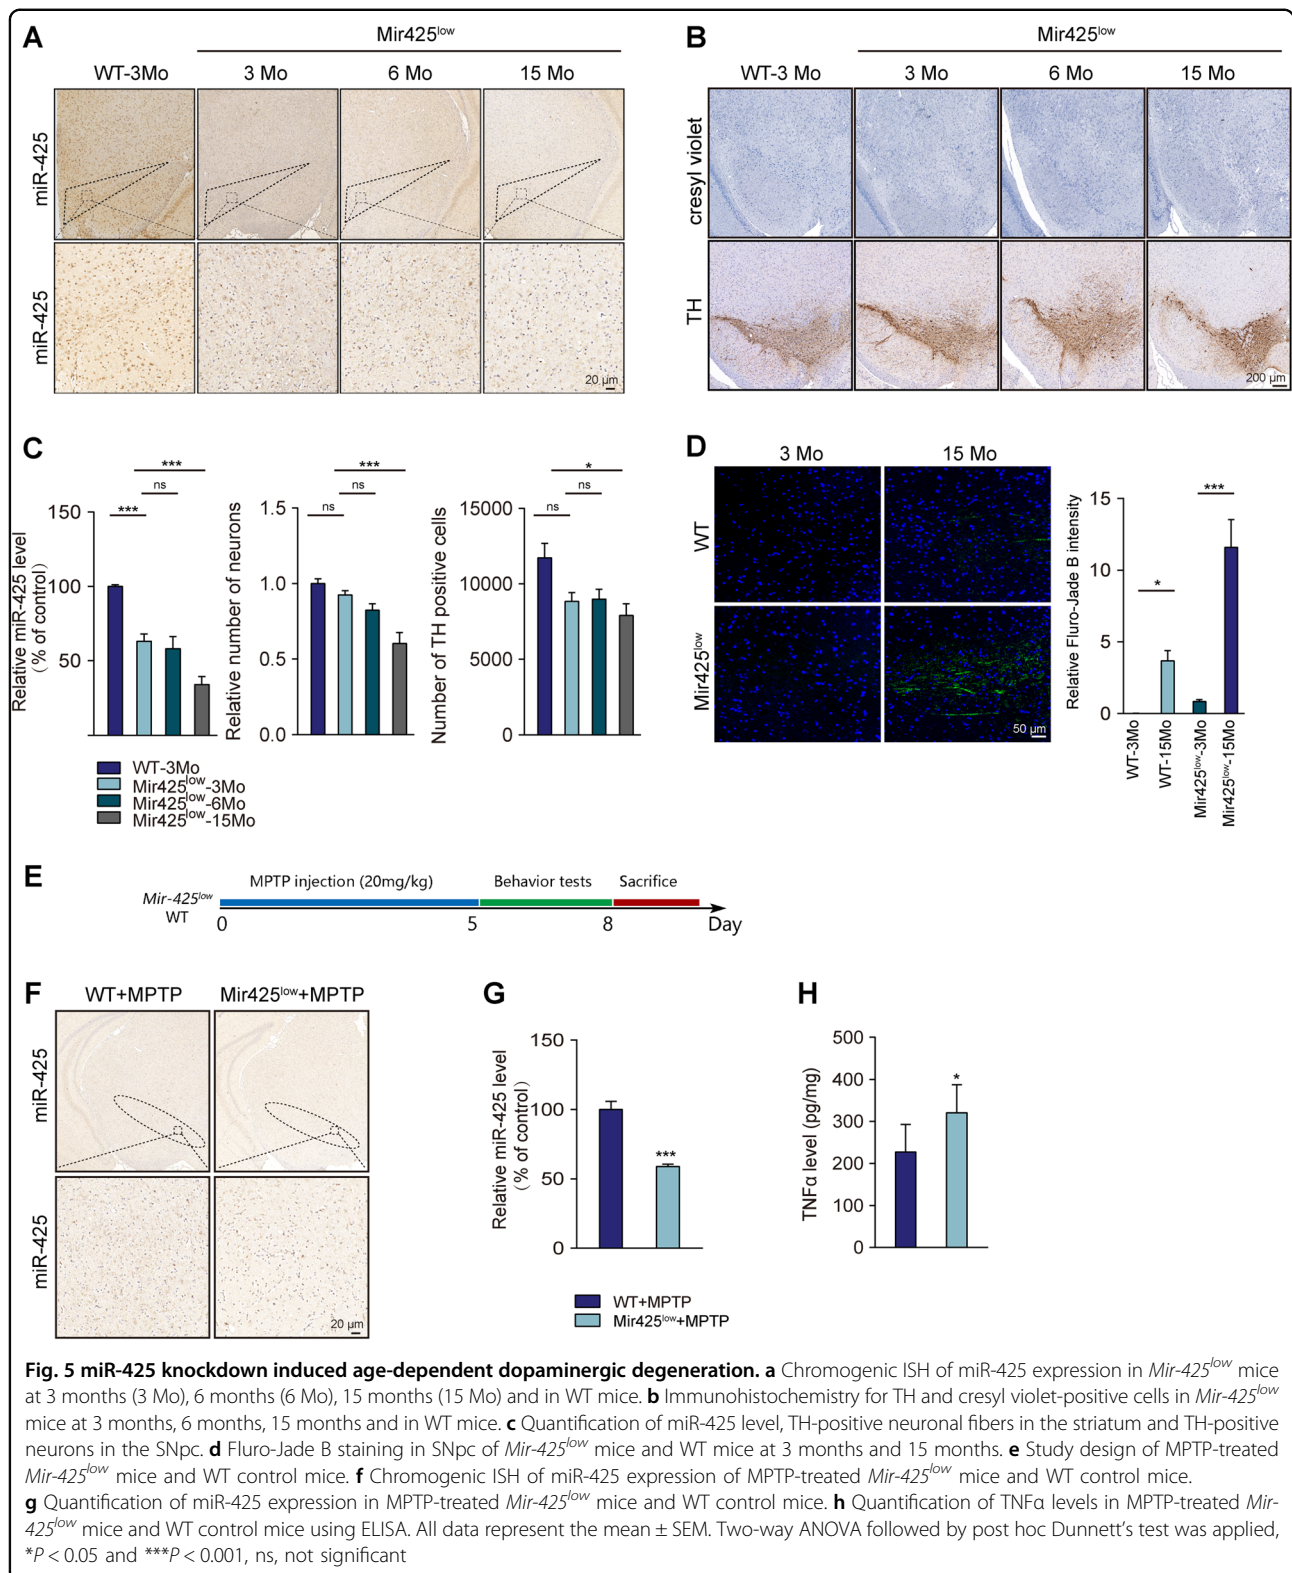 A
Mir425low
WT-3Mo
3 Mo
6 Mo
15 Mo
miR-425
miR-425
20 µm
B
Mir425low
WT-3 Mo
3 Mo
6 Mo
15 Mo
cresyl violet
TH
200 µm
C
Relative miR-425 level
(% of control)
150
100
50
***
ns
***
Relative number of neurons
1.5
1.0
0.5
0.0
ns
ns
***
Number of TH positive cells
15000
10000
5000
0
ns
ns
*
WT-3Mo
Mir425low-3Mo
Mir425low-6Mo
Mir425low-15Mo
D
3 Mo
15 Mo
WT
Mir425low
50 µm
Relative Fluro-Jade B intensity
15
10
5
0
*
***
WT-3Mo
WT-15Mo
Mir425low-3Mo
Mir425low-15Mo
E
MPTP injection (20mg/kg)
Behavior tests
Sacrifice
Mir-425low
WT
0
5
8
Day
F
WT+MPTP
Mir425low+MPTP
miR-425
miR-425
20 µm
G
Relative miR-425 level
(% of control)
150
100
50
0
***
WT+MPTP
Mir425low+MPTP
H
TNFα level (pg/mg)
500
400
300
200
100
0
*
Fig. 5 miR-425 knockdown induced age-dependent dopaminergic degeneration. a Chromogenic ISH of miR-425 expression in Mir-425low mice
at 3 months (3 Mo), 6 months (6 Mo), 15 months (15 Mo) and in WT mice. b Immunohistochemistry for TH and cresyl violet-positive cells in Mir-425low
mice at 3 months, 6 months, 15 months and in WT mice. c Quantification of miR-425 level, TH-positive neuronal fibers in the striatum and TH-positive
neurons in the SNpc. d Fluro-Jade B staining in SNpc of Mir-425low mice and WT mice at 3 months and 15 months. e Study design of MPTP-treated
Mir-425low mice and WT control mice. f Chromogenic ISH of miR-425 expression of MPTP-treated Mir-425low mice and WT control mice.
g Quantification of miR-425 expression in MPTP-treated Mir-425low mice and WT control mice. h Quantification of TNFα levels in MPTP-treated Mir-
425low mice and WT control mice using ELISA. All data represent the mean ± SEM. Two-way ANOVA followed by post hoc Dunnett's test was applied,
*P < 0.05 and ***P < 0.001, ns, not significant